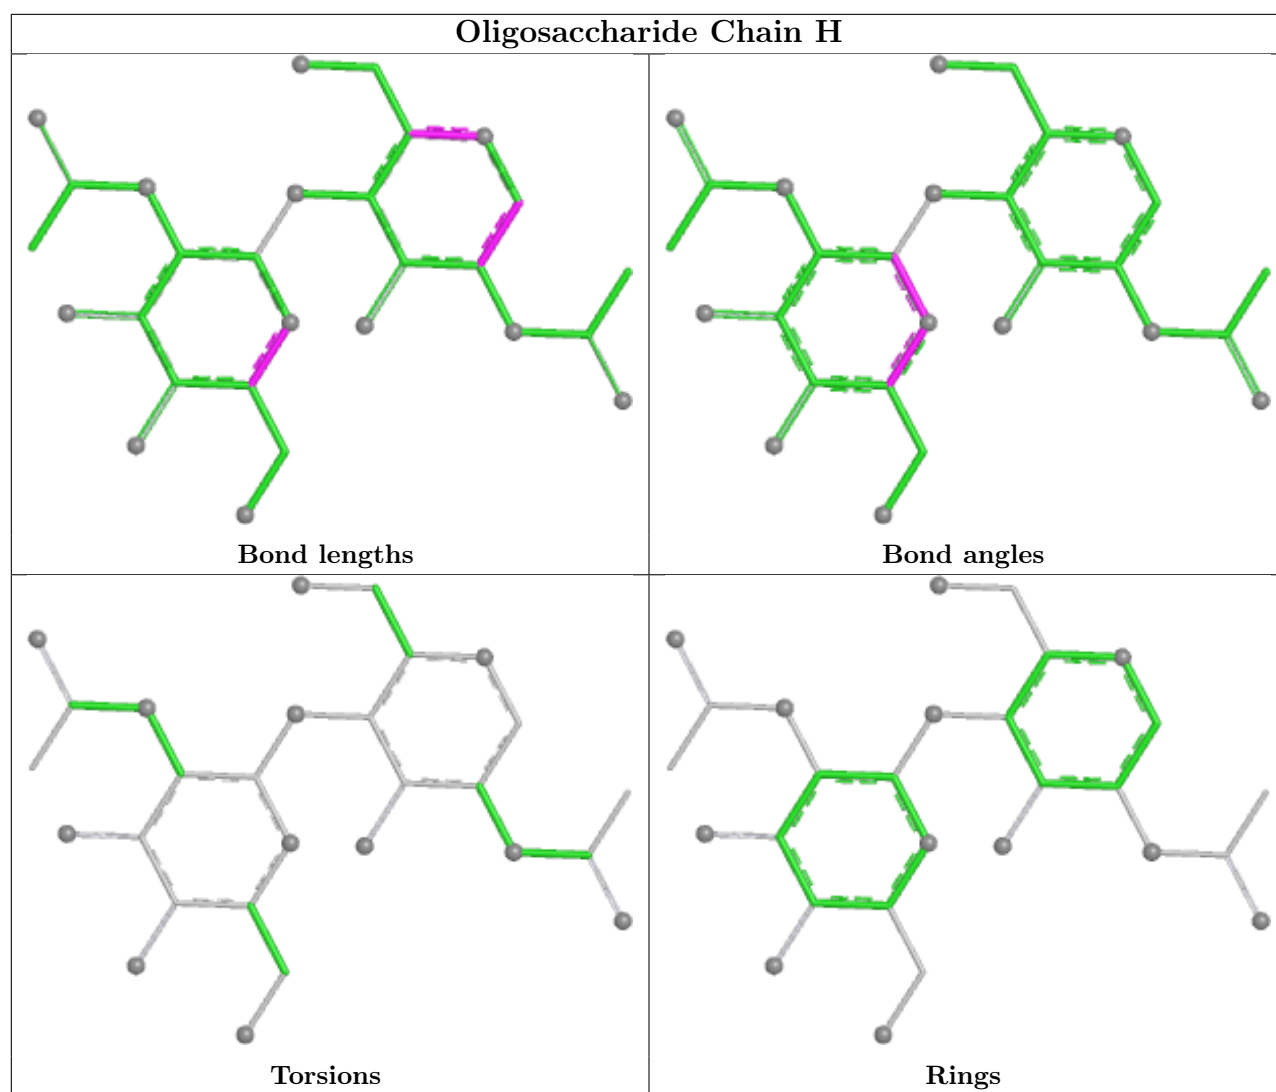 Oligosaccharide Chain H
Bond lengths
Bond angles
Torsions
Rings